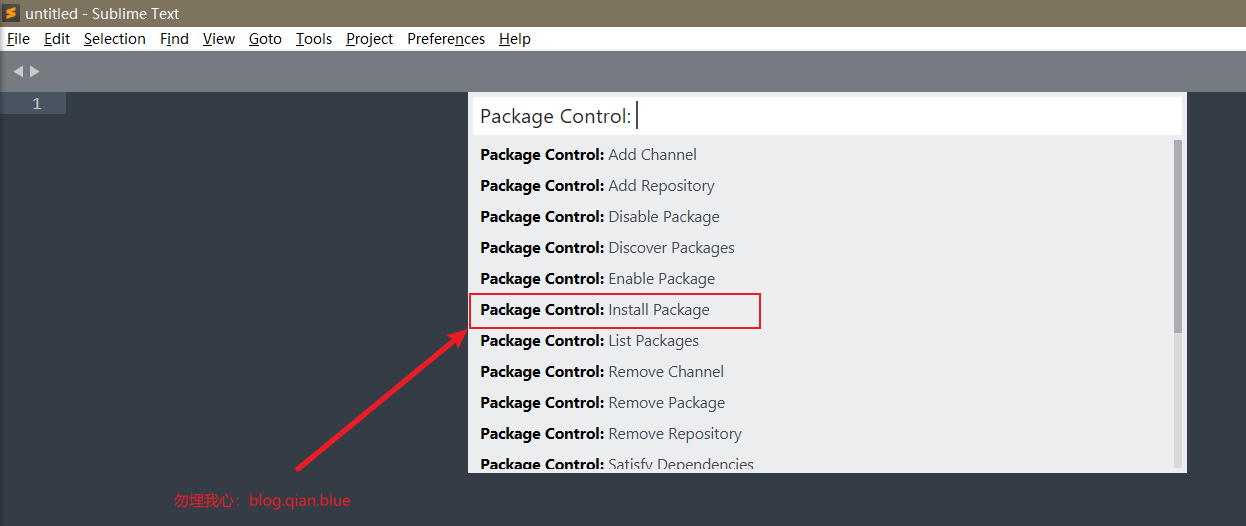 untitled - Sublime Text
File Edit Selection Find View Goto Tools Project Preferences Help
1
Package Control:
Package Control: Add Channel
Package Control: Add Repository
Package Control: Disable Package
Package Control: Discover Packages
Package Control: Enable Package
Package Control: Install Package
Package Control: List Packages
Package Control: Remove Channel
Package Control: Remove Package
Package Control: Remove Repository
Package Control: Satisfy Dependencies
勿埋我心：blog.qian.blue